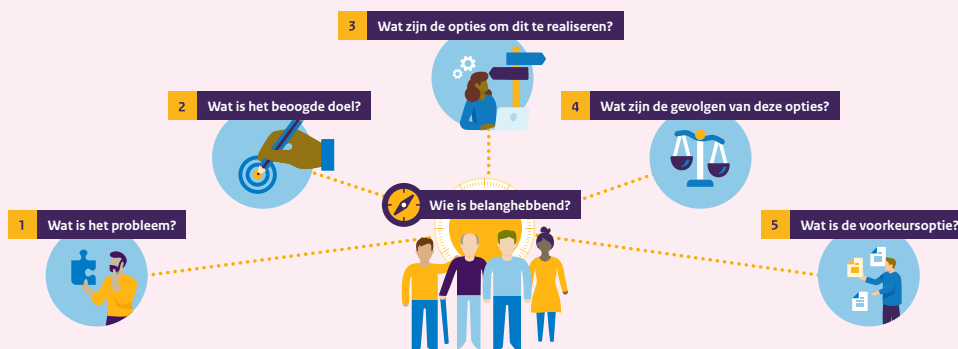 1 Wat is het probleem?
2 Wat is het beoogde doel?
3 Wat zijn de opties om dit te realiseren?
4 Wat zijn de gevolgen van deze opties?
5 Wat is de voorkeursoptie?
Wie is belanghebbend?